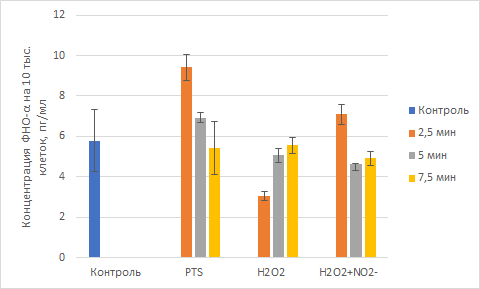 Концентрация ФНО-α на 10 тыс.
клеток, пг/мл
12
10
8
6
4
2
0
Контроль
PTS
H2O2
H2O2+NO2-
Контроль
2,5 мин
5 мин
7,5 мин